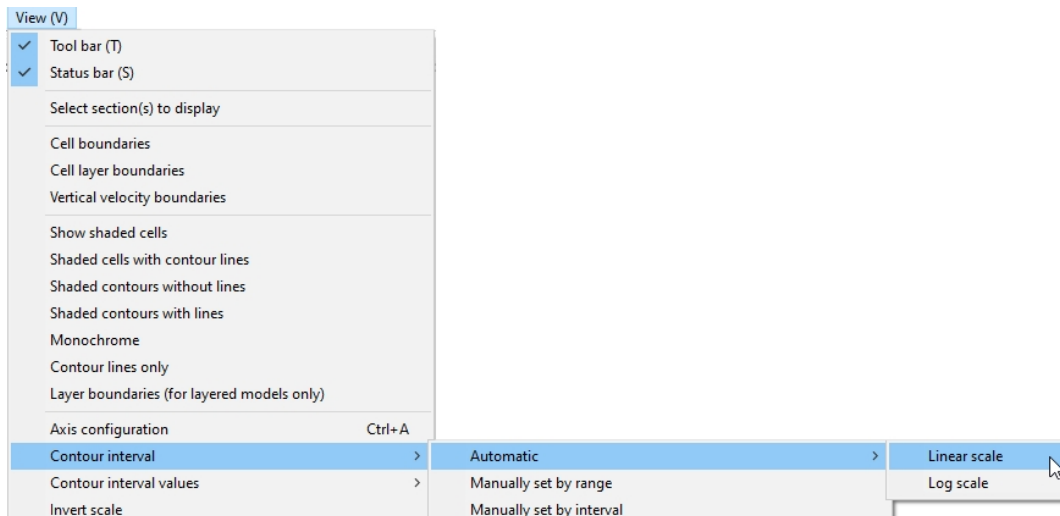 View (V)
Tool bar (T)
Status bar (S)
Select section(s) to display
Cell boundaries
Cell layer boundaries
Vertical velocity boundaries
Show shaded cells
Shaded cells with contour lines
Shaded contours without lines
Shaded contours with lines
Monochrome
Contour lines only
Layer boundaries (for layered models only)
Axis configuration Ctrl+A
Contour interval Automatic Linear scale
Contour interval values Manually set by range Log scale
Invert scale Manually set by interval